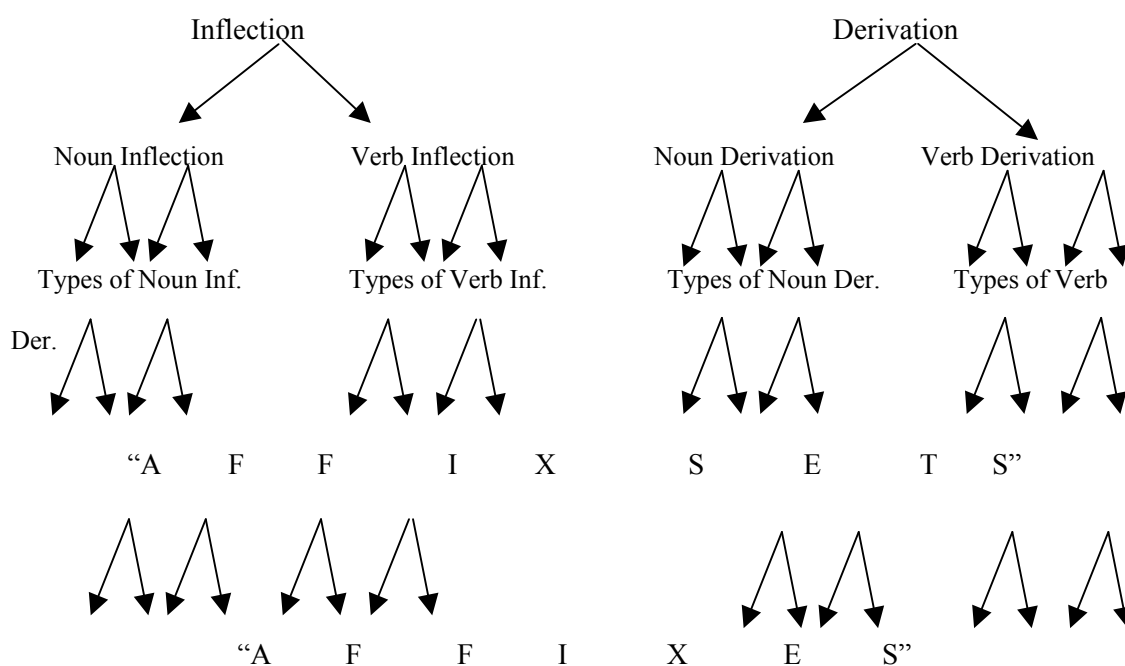 Inflection Derivation
Noun Inflection Verb Inflection Noun Derivation Verb Derivation
Types of Noun Inf. Types of Verb Inf. Types of Noun Der. Types of Verb
Der.
“A F F I X S E T S”
“A F F I X E S”